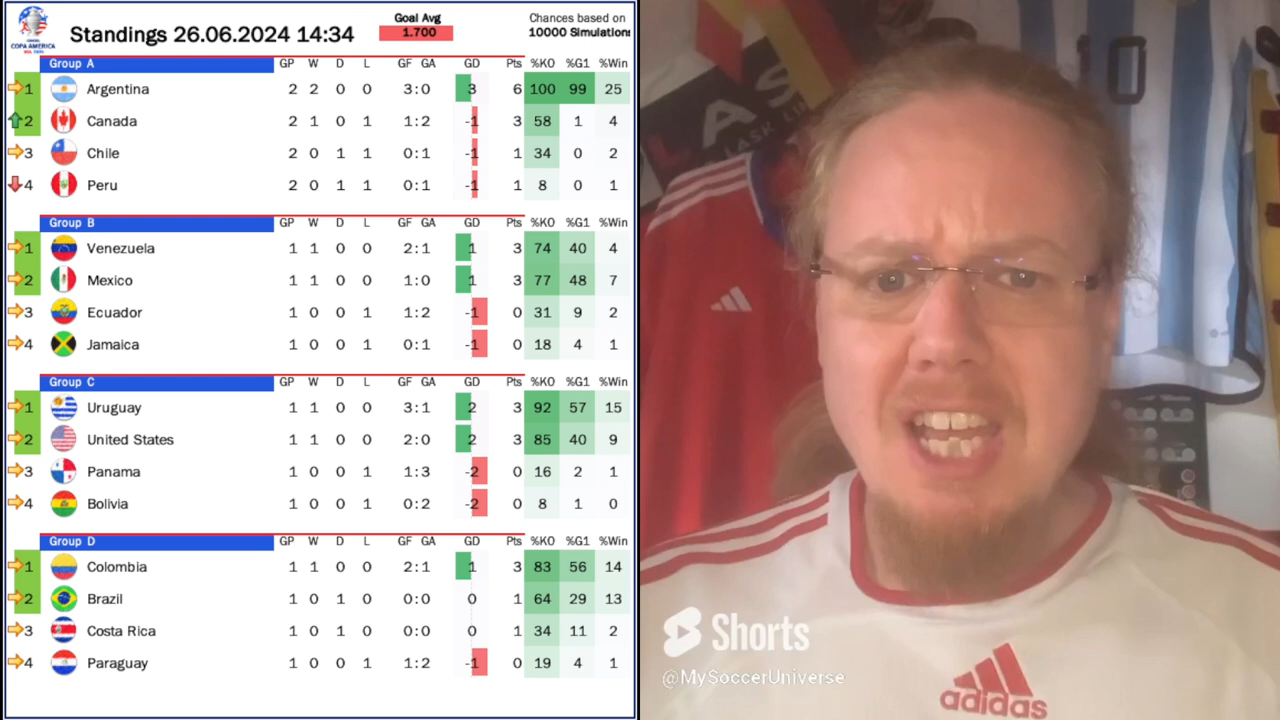 CONMEBOL
COPA AMERICA
Standings 26.06.2024 14:34
Goal Avg
1.700
Chances based on
10000 Simulations
Group A GP W D L GF GA GD Pts %KO %G1 %Win
1 Argentina 2 2 0 0 3:0 3 6 100 99 25
2 Canada 2 1 0 1 1:2 -1 3 58 1 4
3 Chile 2 0 1 1 0:1 -1 1 34 0 2
4 Peru 2 0 1 1 0:1 -1 1 8 0 1
Group B GP W D L GF GA GD Pts %KO %G1 %Win
1 Venezuela 1 1 0 0 2:1 1 3 74 40 4
2 Mexico 1 1 0 0 1:0 1 3 77 48 7
3 Ecuador 1 0 0 1 1:2 -1 0 31 9 2
4 Jamaica 1 0 0 1 0:1 -1 0 18 4 1
Group C GP W D L GF GA GD Pts %KO %G1 %Win
1 Uruguay 1 1 0 0 3:1 2 3 92 57 15
2 United States 1 1 0 0 2:0 2 3 85 40 9
3 Panama 1 0 0 1 1:3 -2 0 16 2 1
4 Bolivia 1 0 0 1 0:2 -2 0 8 1 0
Group D GP W D L GF GA GD Pts %KO %G1 %Win
1 Colombia 1 1 0 0 2:1 1 3 83 56 14
2 Brazil 1 0 1 0 0:0 0 1 64 29 13
3 Costa Rica 1 0 1 0 0:0 0 1 34 11 2
4 Paraguay 1 0 0 1 1:2 -1 0 19 4 1
10
Shorts
@MySoccerUniverse
adidas